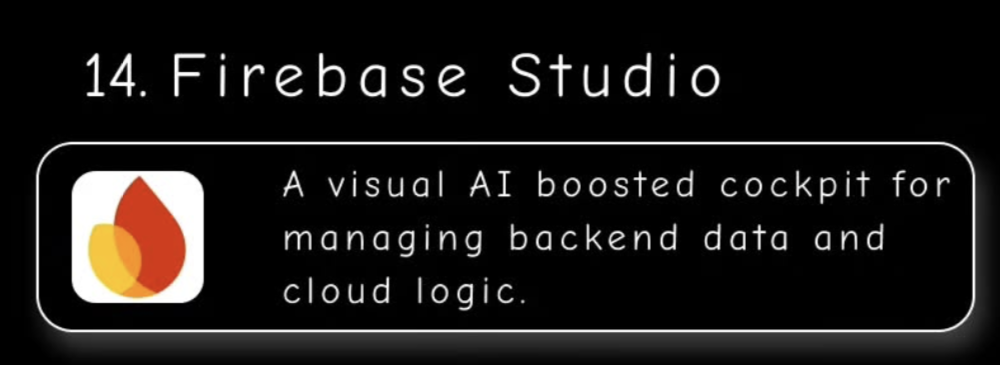 14. Firebase Studio
A visual AI boosted cockpit for
managing backend data and
cloud logic.